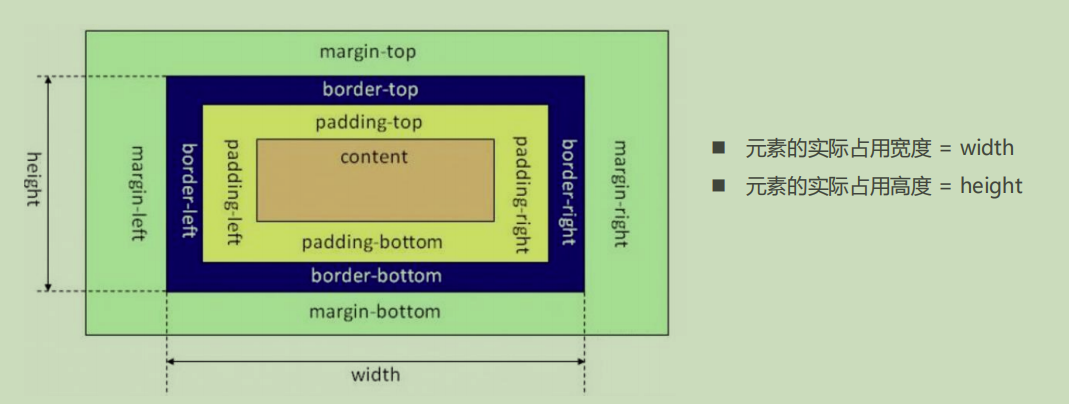 margin-top
border-top
padding-top
content
height
margin-left
border-left
padding-left
padding-right
border-right
margin-right
padding-bottom
border-bottom
margin-bottom
width
■ 元素的实际占用宽度 = width
■ 元素的实际占用高度 = height